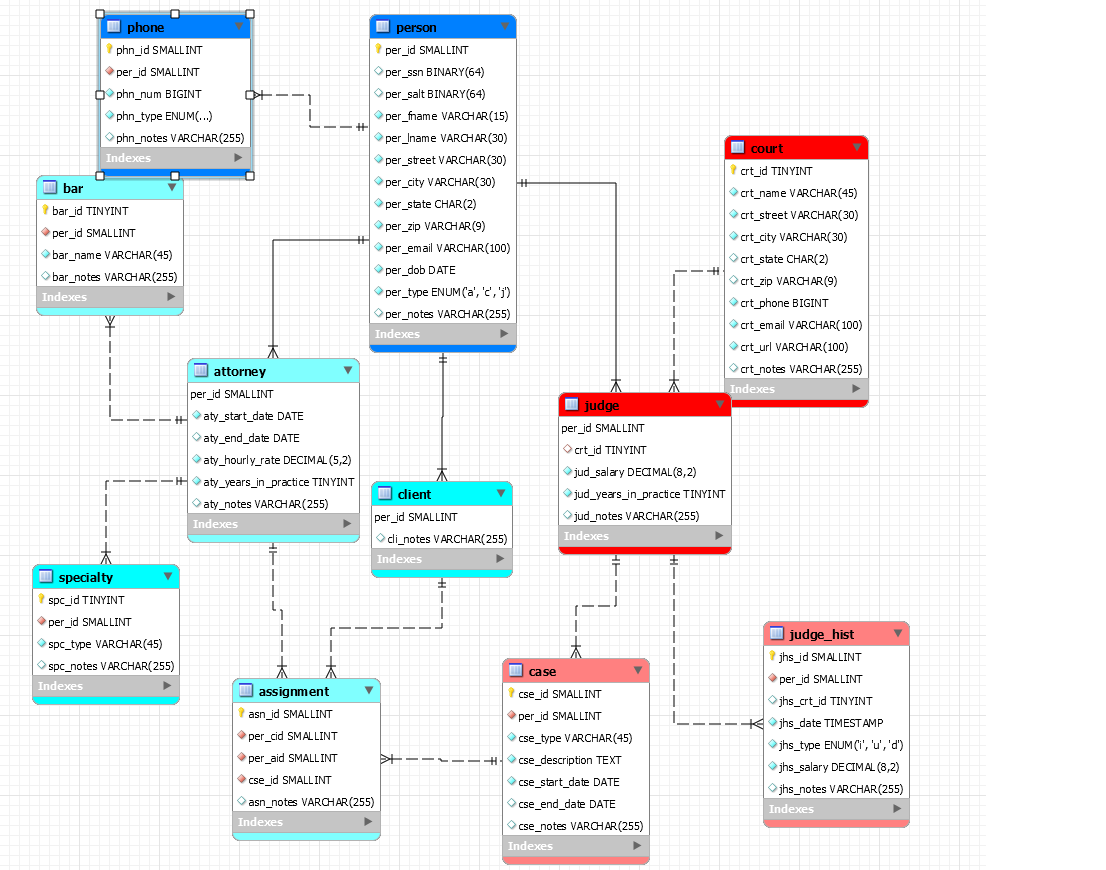 phone
phn_id SMALLINT
per_id SMALLINT
phn_num BIGINT
phn_type ENUM(...)
phn_notes VARCHAR(255)
Indexes
person
per_id SMALLINT
per_ssn BINARY(64)
per_salt BINARY(64)
per_fname VARCHAR(15)
per_lname VARCHAR(30)
per_street VARCHAR(30)
per_city VARCHAR(30)
per_state CHAR(2)
per_zip VARCHAR(9)
per_email VARCHAR(100)
per_dob DATE
per_type ENUM('a', 'c', 'j')
per_notes VARCHAR(255)
Indexes
court
crt_id TINYINT
crt_name VARCHAR(45)
crt_street VARCHAR(30)
crt_city VARCHAR(30)
crt_state CHAR(2)
crt_zip VARCHAR(9)
crt_phone BIGINT
crt_email VARCHAR(100)
crt_url VARCHAR(100)
crt_notes VARCHAR(255)
Indexes
bar
bar_id TINYINT
per_id SMALLINT
bar_name VARCHAR(45)
bar_notes VARCHAR(255)
Indexes
attorney
per_id SMALLINT
aty_start_date DATE
aty_end_date DATE
aty_hourly_rate DECIMAL(5,2)
aty_years_in_practice TINYINT
aty_notes VARCHAR(255)
Indexes
client
per_id SMALLINT
cli_notes VARCHAR(255)
Indexes
judge
per_id SMALLINT
crt_id TINYINT
jud_salary DECIMAL(8,2)
jud_years_in_practice TINYINT
jud_notes VARCHAR(255)
Indexes
specialty
spc_id TINYINT
per_id SMALLINT
spc_type VARCHAR(45)
spc_notes VARCHAR(255)
Indexes
assignment
asn_id SMALLINT
per_cid SMALLINT
per_aid SMALLINT
cse_id SMALLINT
asn_notes VARCHAR(255)
Indexes
case
cse_id SMALLINT
per_id SMALLINT
cse_type VARCHAR(45)
cse_description TEXT
cse_start_date DATE
cse_end_date DATE
cse_notes VARCHAR(255)
Indexes
judge_hist
jhs_id SMALLINT
per_id SMALLINT
jhs_crt_id TINYINT
jhs_date TIMESTAMP
jhs_type ENUM('i', 'u', 'd')
jhs_salary DECIMAL(8,2)
jhs_notes VARCHAR(255)
Indexes